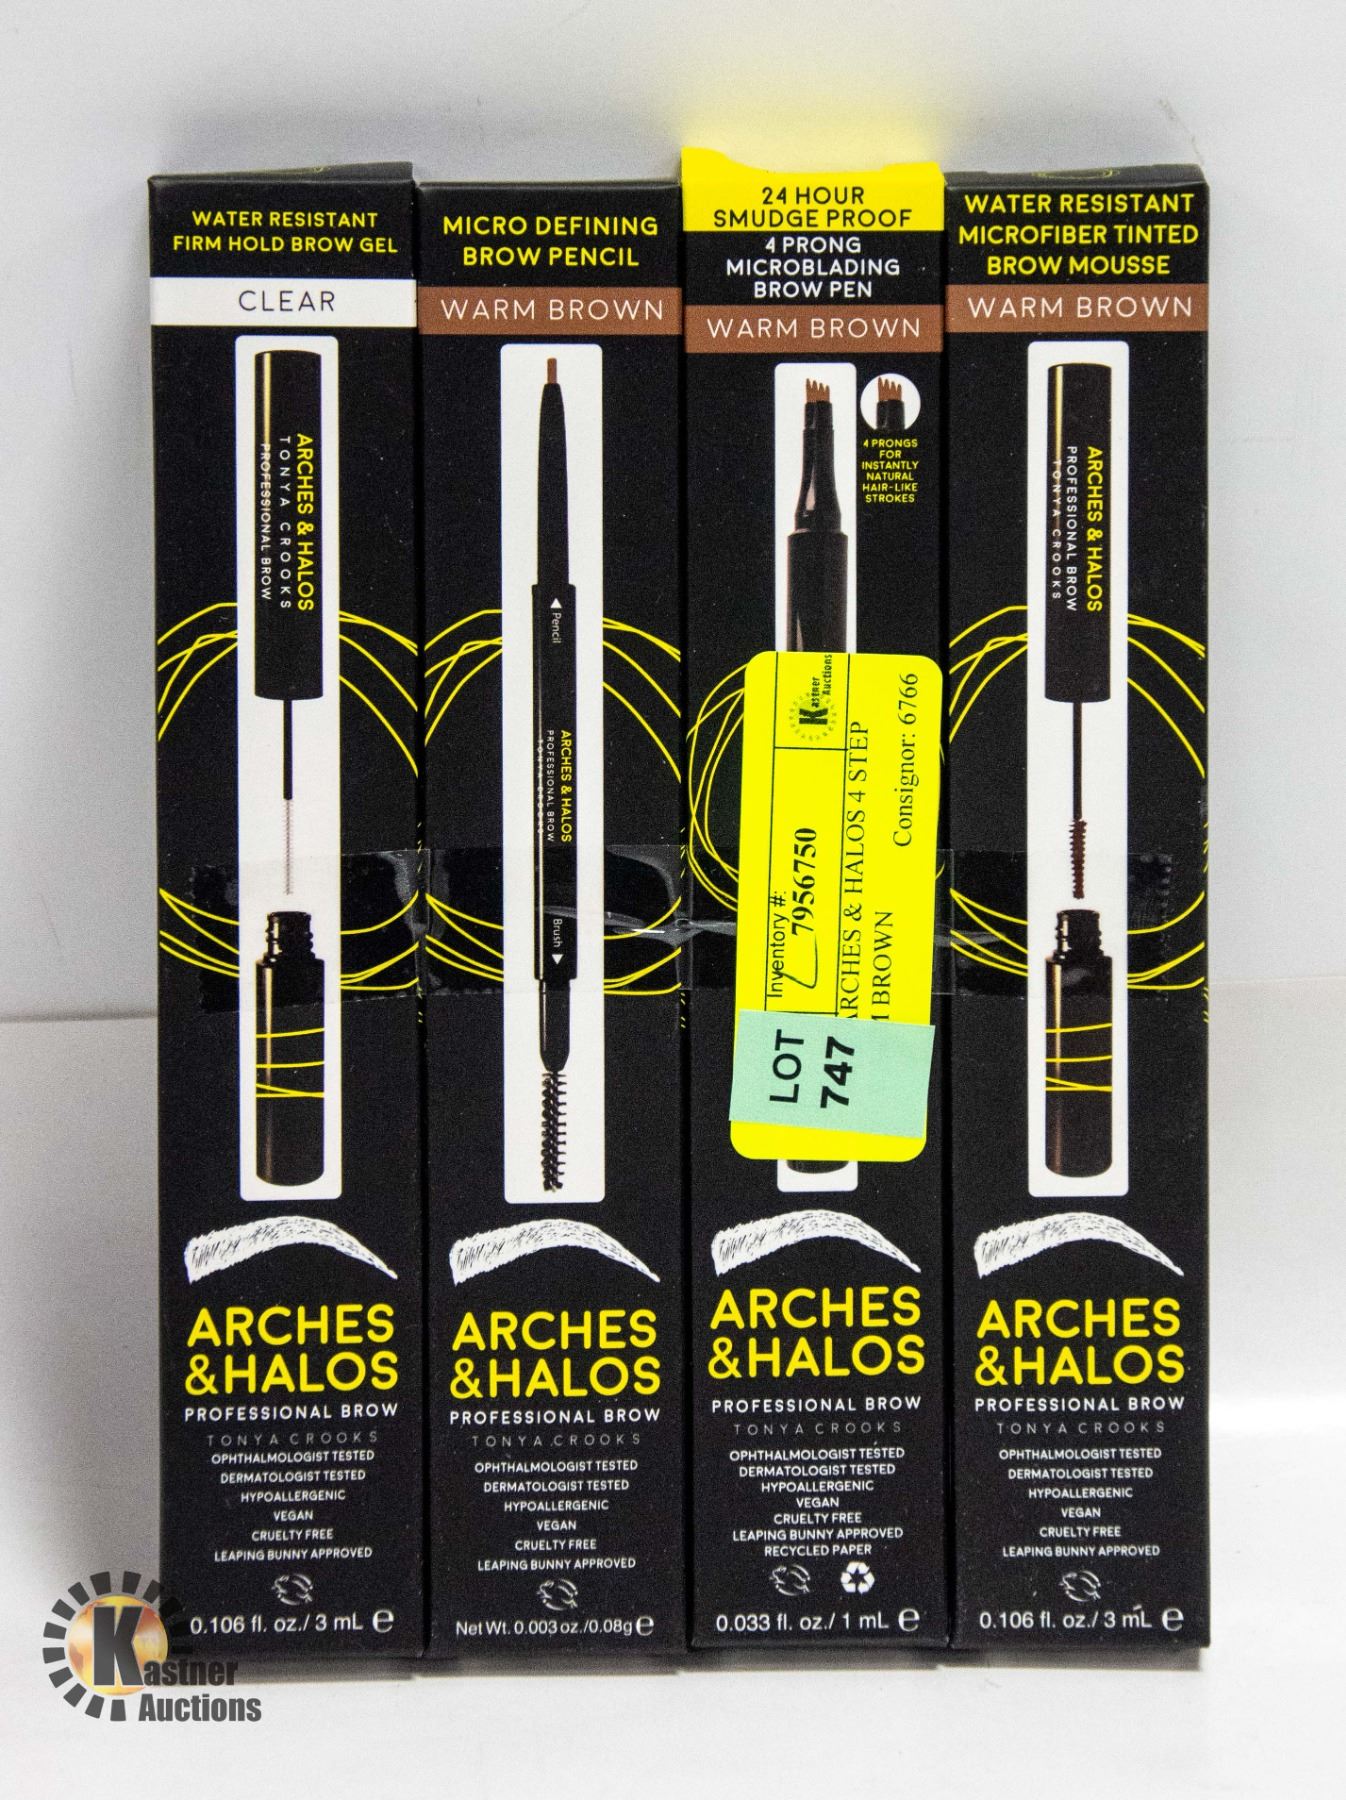 WATER RESISTANT
FIRM HOLD BROW GEL
CLEAR
ARCHES & HALOS
TONYA CROOKS
PROFESSIONAL BROW
ARCHES
&HALOS
PROFESSIONAL BROW
TONYA CROOKS
OPHTHALMOLOGIST TESTED
DERMATOLOGIST TESTED
HYPOALLERGENIC
VEGAN
CRUELTY FREE
LEAPING BUNNY APPROVED
0.106 fl. oz./ 3 mL e
MICRO DEFINING
BROW PENCIL
WARM BROWN
Pencil
ARCHES & HALOS
PROFESSIONAL BROW
TONYA CROOKS
Brush
ARCHES
&HALOS
PROFESSIONAL BROW
TONYA CROOKS
OPHTHALMOLOGIST TESTED
DERMATOLOGIST TESTED
HYPOALLERGENIC
VEGAN
CRUELTY FREE
LEAPING BUNNY APPROVED
Net Wt. 0.003 oz./0.08g e
24 HOUR
SMUDGE PROOF
4 PRONG
MICROBLADING
BROW PEN
WARM BROWN
4 PRONGS
FOR
INSTANTLY
NATURAL
HAIR-LIKE
STROKES
Kastner
Auctions
Inventory #:
7956750
ARCHES & HALOS 4 STEP
M BROWN
Consignor: 6766
LOT
747
ARCHES
&HALOS
PROFESSIONAL BROW
TONYA CROOKS
OPHTHALMOLOGIST TESTED
DERMATOLOGIST TESTED
HYPOALLERGENIC
VEGAN
CRUELTY FREE
LEAPING BUNNY APPROVED
RECYCLED PAPER
0.033 fl. oz./ 1 mL e
WATER RESISTANT
MICROFIBER TINTED
BROW MOUSSE
WARM BROWN
ARCHES & HALOS
PROFESSIONAL BROW
TONYA CROOKS
ARCHES
&HALOS
PROFESSIONAL BROW
TONYA CROOKS
OPHTHALMOLOGIST TESTED
DERMATOLOGIST TESTED
HYPOALLERGENIC
VEGAN
CRUELTY FREE
LEAPING BUNNY APPROVED
0.106 fl. oz./ 3 mL e
Kastner
Auctions